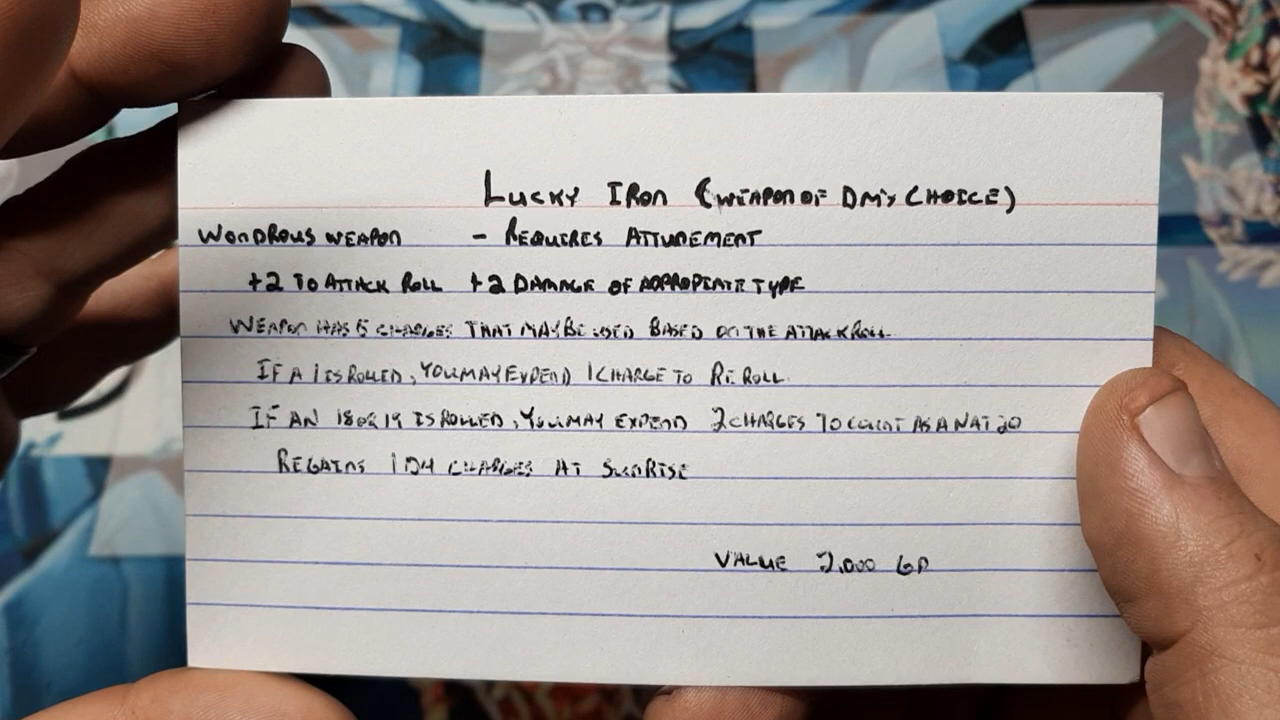 LUCKY IRON (WEAPON OF DM'S CHOICE)
WONDROUS WEAPON - REQUIRES ATTUNEMENT
+2 TO ATTACK ROLL +2 DAMAGE OF APPROPRIATE TYPE
WEAPON HAS 5 CHARGES THAT MAY BE USED BASED ON THE ATTACK ROLL.
IF A 1 IS ROLLED, YOU MAY EXPEND 1 CHARGE TO REROLL.
IF AN 18 OR 19 IS ROLLED, YOU MAY EXPEND 2 CHARGES TO COUNT AS A NAT 20
REGAINS 1D4 CHARGES AT SUNRISE
VALUE 2,000 GP